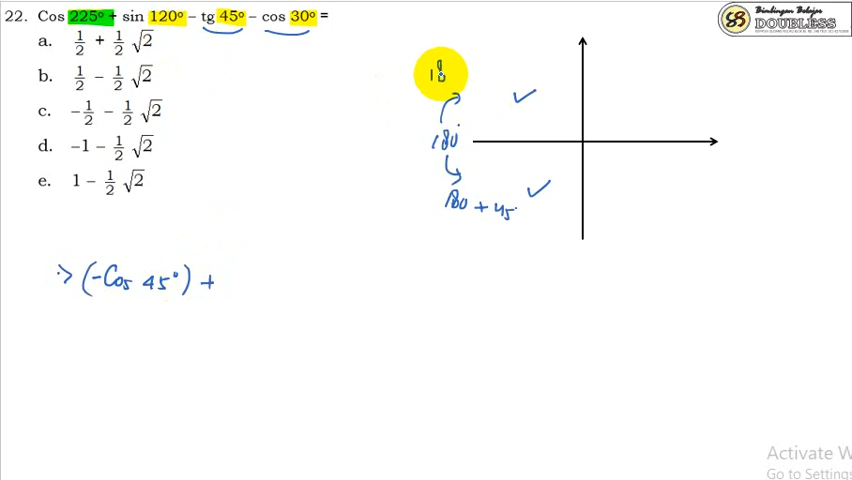 22. Cos 225° + sin 120° – tg 45° – cos 30° =
a. 1/2 + 1/2 √2
b. 1/2 – 1/2 √2
c. –1/2 – 1/2 √2
d. –1 – 1/2 √2
e. 1 – 1/2 √2
Bimbingan Belajar
DOUBLESS
18
180°
180 + 45°
(-Cos 45°) +
Activate W
Go to Settings